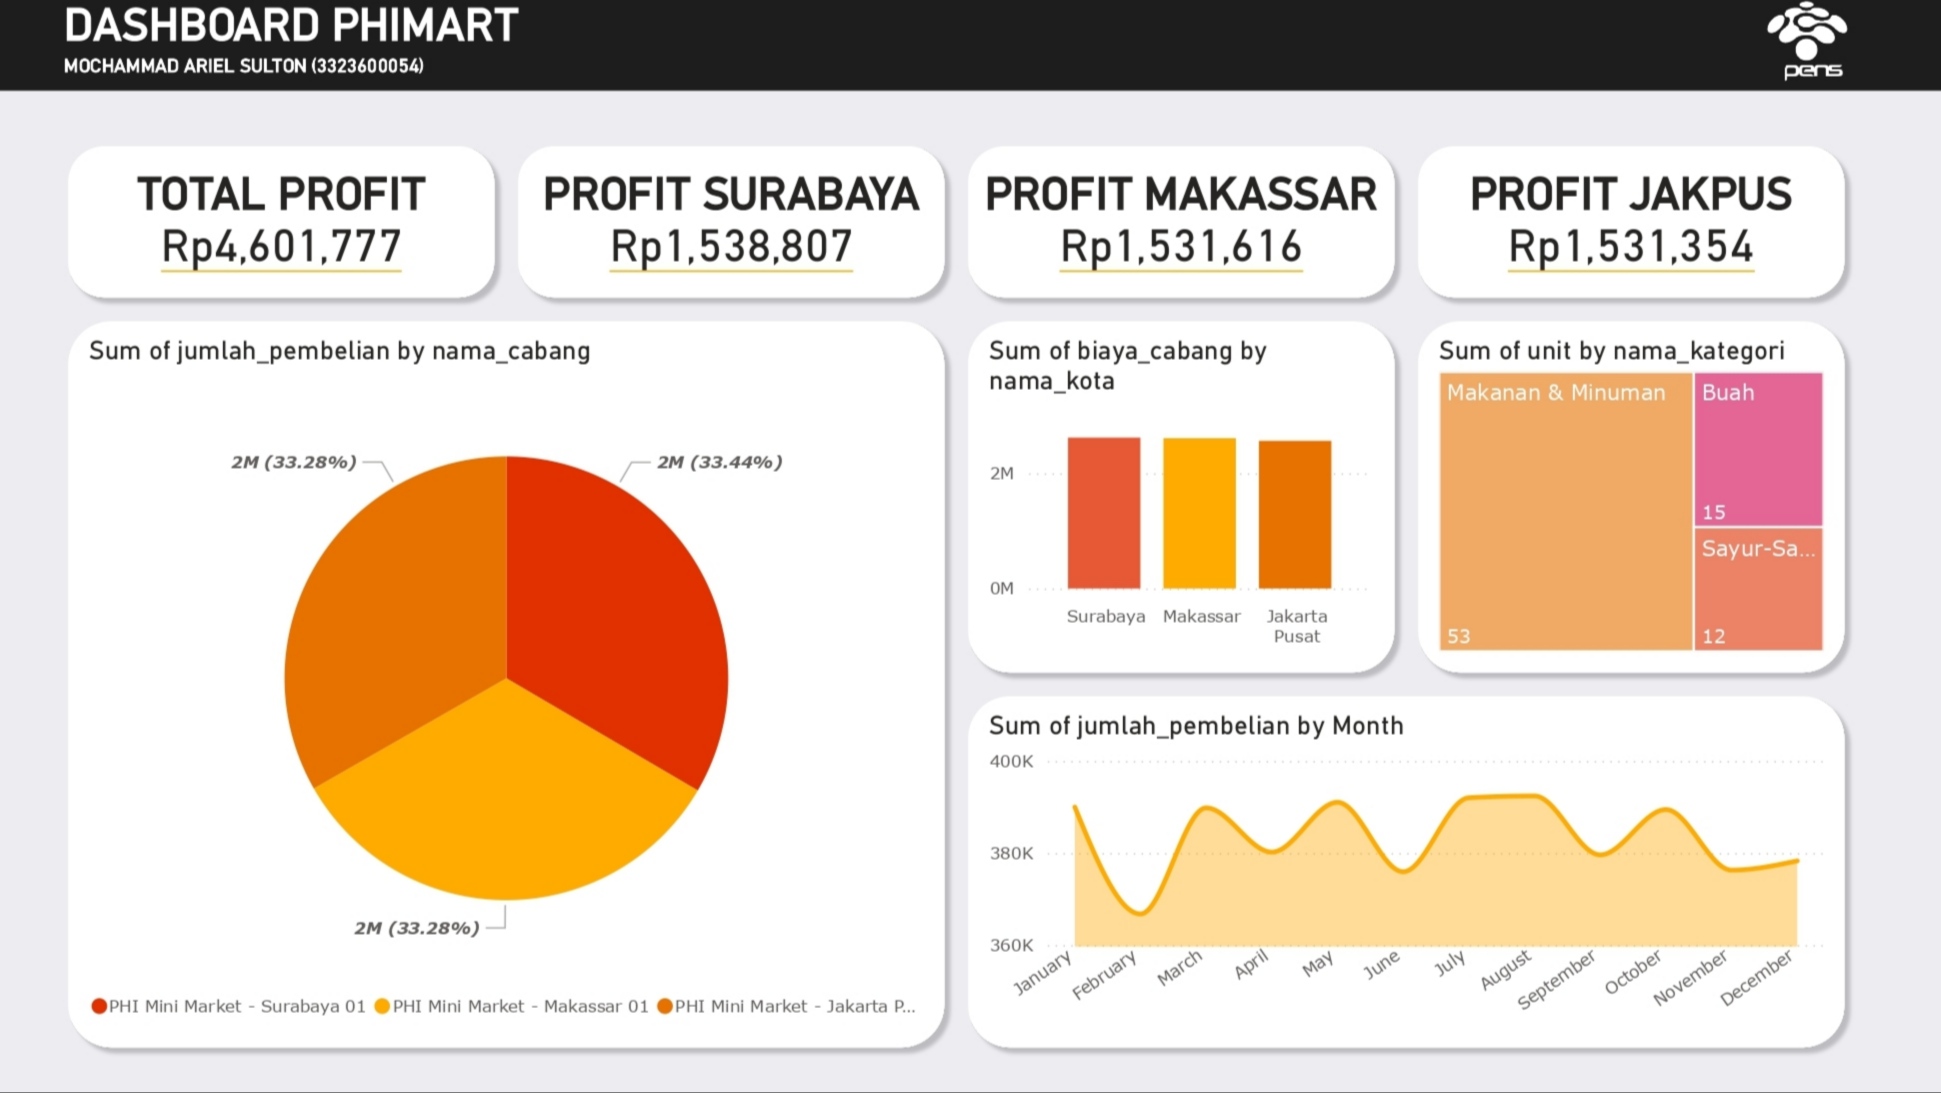 DASHBOARD PHIMART
MOCHAMMAD ARIEL SULTON (3323600054)
pens
TOTAL PROFIT
Rp4,601,777
PROFIT SURABAYA
Rp1,538,807
PROFIT MAKASSAR
Rp1,531,616
PROFIT JAKPUS
Rp1,531,354
Sum of jumlah_pembelian by nama_cabang
2M (33.28%)
2M (33.44%)
2M (33.28%)
PHI Mini Market - Surabaya 01
PHI Mini Market - Makassar 01
PHI Mini Market - Jakarta P...
Sum of biaya_cabang by
nama_kota
2M
0M
Surabaya
Makassar
Jakarta
Pusat
Sum of unit by nama_kategori
Makanan & Minuman
53
Buah
15
Sayur-Sa...
12
Sum of jumlah_pembelian by Month
400K
380K
360K
January
February
March
April
May
June
July
August
September
October
November
December